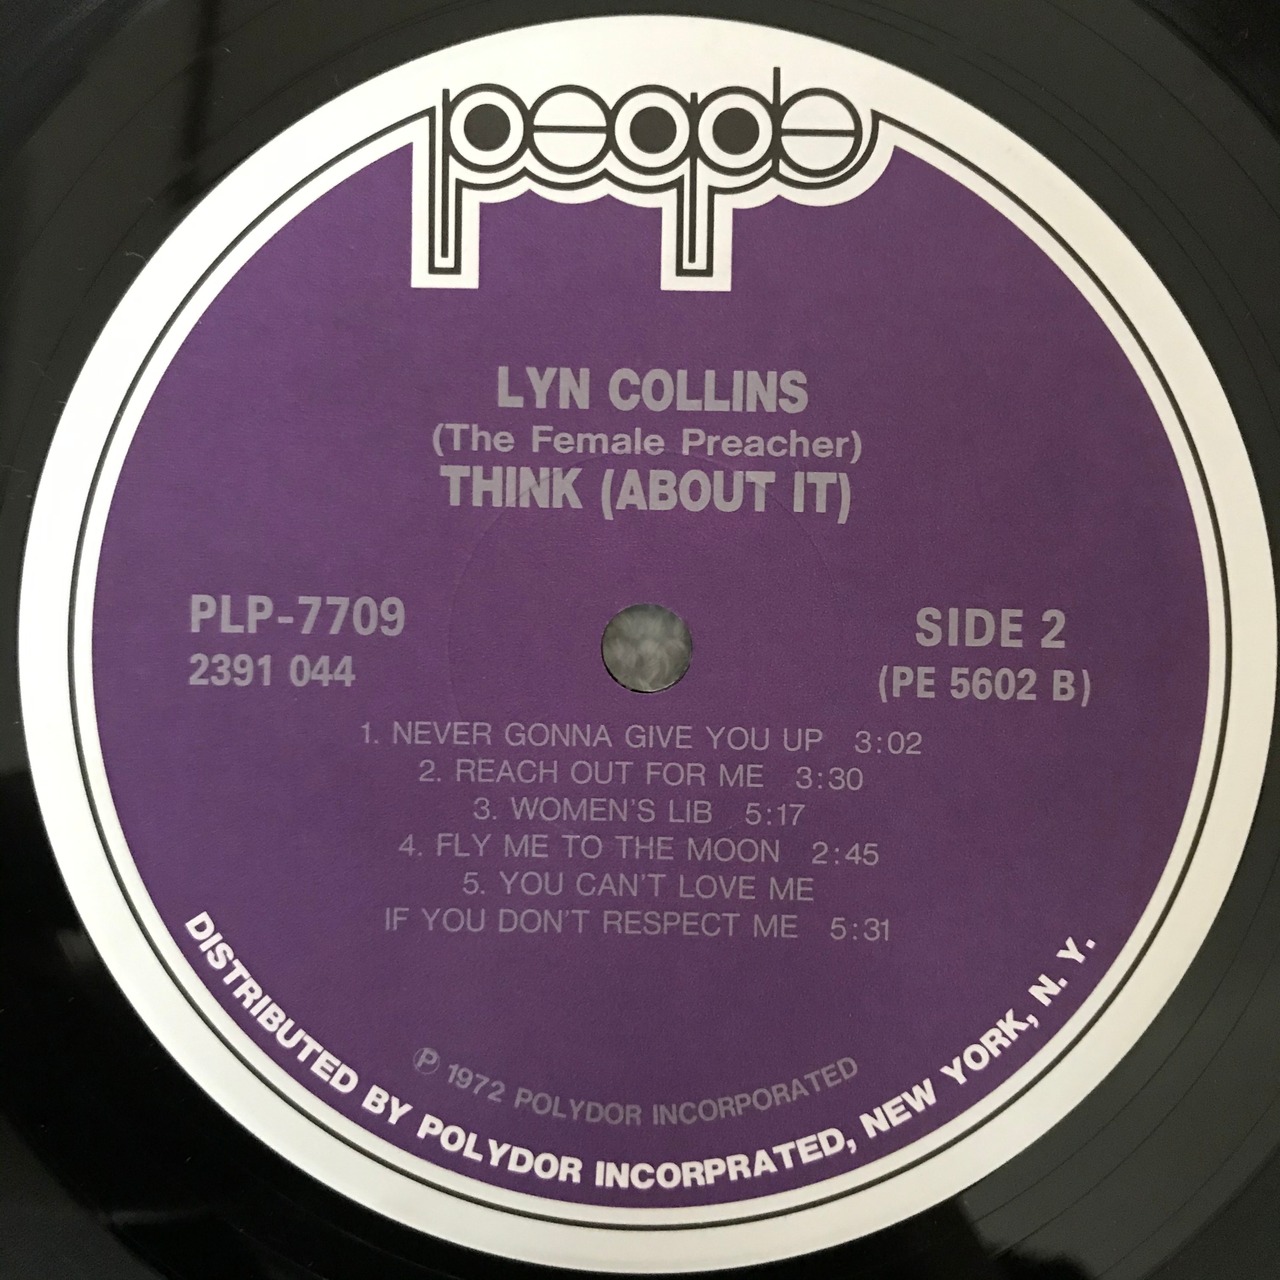 people
LYN COLLINS
(The Female Preacher)
THINK (ABOUT IT)
PLP-7709
2391 044
SIDE 2
(PE 5602 B)
1. NEVER GONNA GIVE YOU UP 3:02
2. REACH OUT FOR ME 3:30
3. WOMEN'S LIB 5:17
4. FLY ME TO THE MOON 2:45
5. YOU CAN'T LOVE ME
IF YOU DON'T RESPECT ME 5:31
℗ 1972 POLYDOR INCORPORATED
DISTRIBUTED BY POLYDOR INCORPRATED, NEW YORK, N. Y.